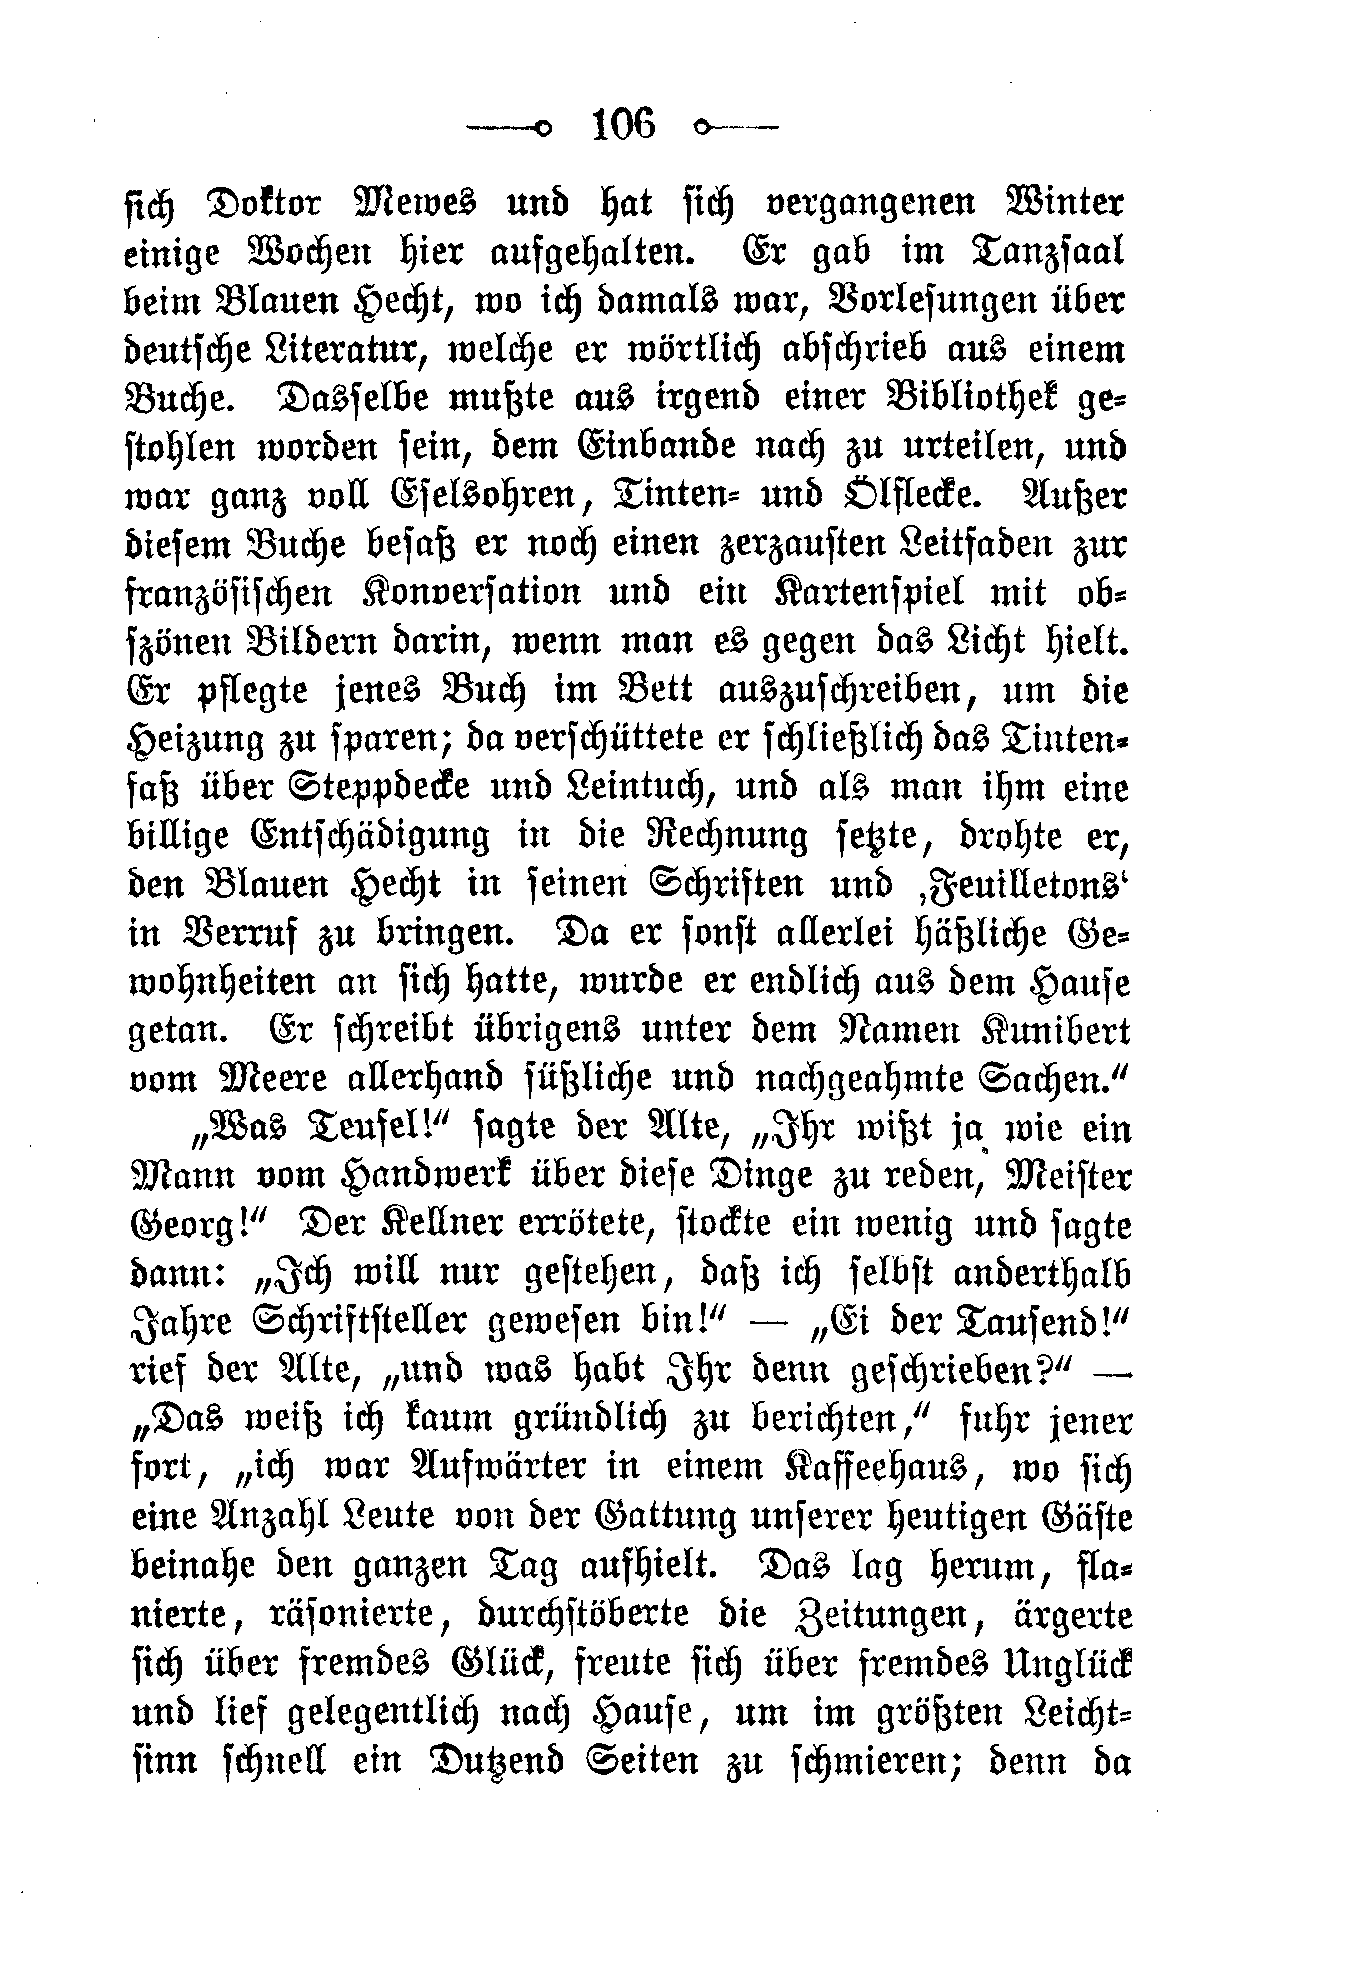 106
sich Doktor Mewes und hat sich vergangenen Winter
einige Wochen hier aufgehalten. Er gab im Tanzsaal
beim Blauen Hecht, wo ich damals war, Vorlesungen über
deutsche Literatur, welche er wörtlich abschrieb aus einem
Buche. Dasselbe mußte aus irgend einer Bibliothek ge-
stohlen worden sein, dem Einbande nach zu urteilen, und
war ganz voll Eselsohren, Tinten- und Ölflecke. Außer
diesem Buche besaß er noch einen zerzausten Leitfaden zur
französischen Konversation und ein Kartenspiel mit ob-
szönen Bildern darin, wenn man es gegen das Licht hielt.
Er pflegte jenes Buch im Bett auszuschreiben, um die
Heizung zu sparen; da verschüttete er schließlich das Tinten-
faß über Steppdecke und Leintuch, und als man ihm eine
billige Entschädigung in die Rechnung setzte, drohte er,
den Blauen Hecht in seinen Schriften und ‚Feuilletons‘
in Verruf zu bringen. Da er sonst allerlei häßliche Ge-
wohnheiten an sich hatte, wurde er endlich aus dem Hause
getan. Er schreibt übrigens unter dem Namen Kunibert
vom Meere allerhand süßliche und nachgeahmte Sachen.“
„Was Teufel!“ sagte der Alte, „Ihr wißt ja wie ein
Mann vom Handwerk über diese Dinge zu reden, Meister
Georg!“ Der Kellner errötete, stockte ein wenig und sagte
dann: „Ich will nur gestehen, daß ich selbst anderthalb
Jahre Schriftsteller gewesen bin!“ — „Ei der Tausend!“
rief der Alte, „und was habt Ihr denn geschrieben?“ —
„Das weiß ich kaum gründlich zu berichten,“ fuhr jener
fort, „ich war Aufwärter in einem Kaffeehaus, wo sich
eine Anzahl Leute von der Gattung unserer heutigen Gäste
beinahe den ganzen Tag aufhielt. Das lag herum, fla-
nierte, räsonierte, durchstöberte die Zeitungen, ärgerte
sich über fremdes Glück, freute sich über fremdes Unglück
und lief gelegentlich nach Hause, um im größten Leicht-
sinn schnell ein Dutzend Seiten zu schmieren; denn da